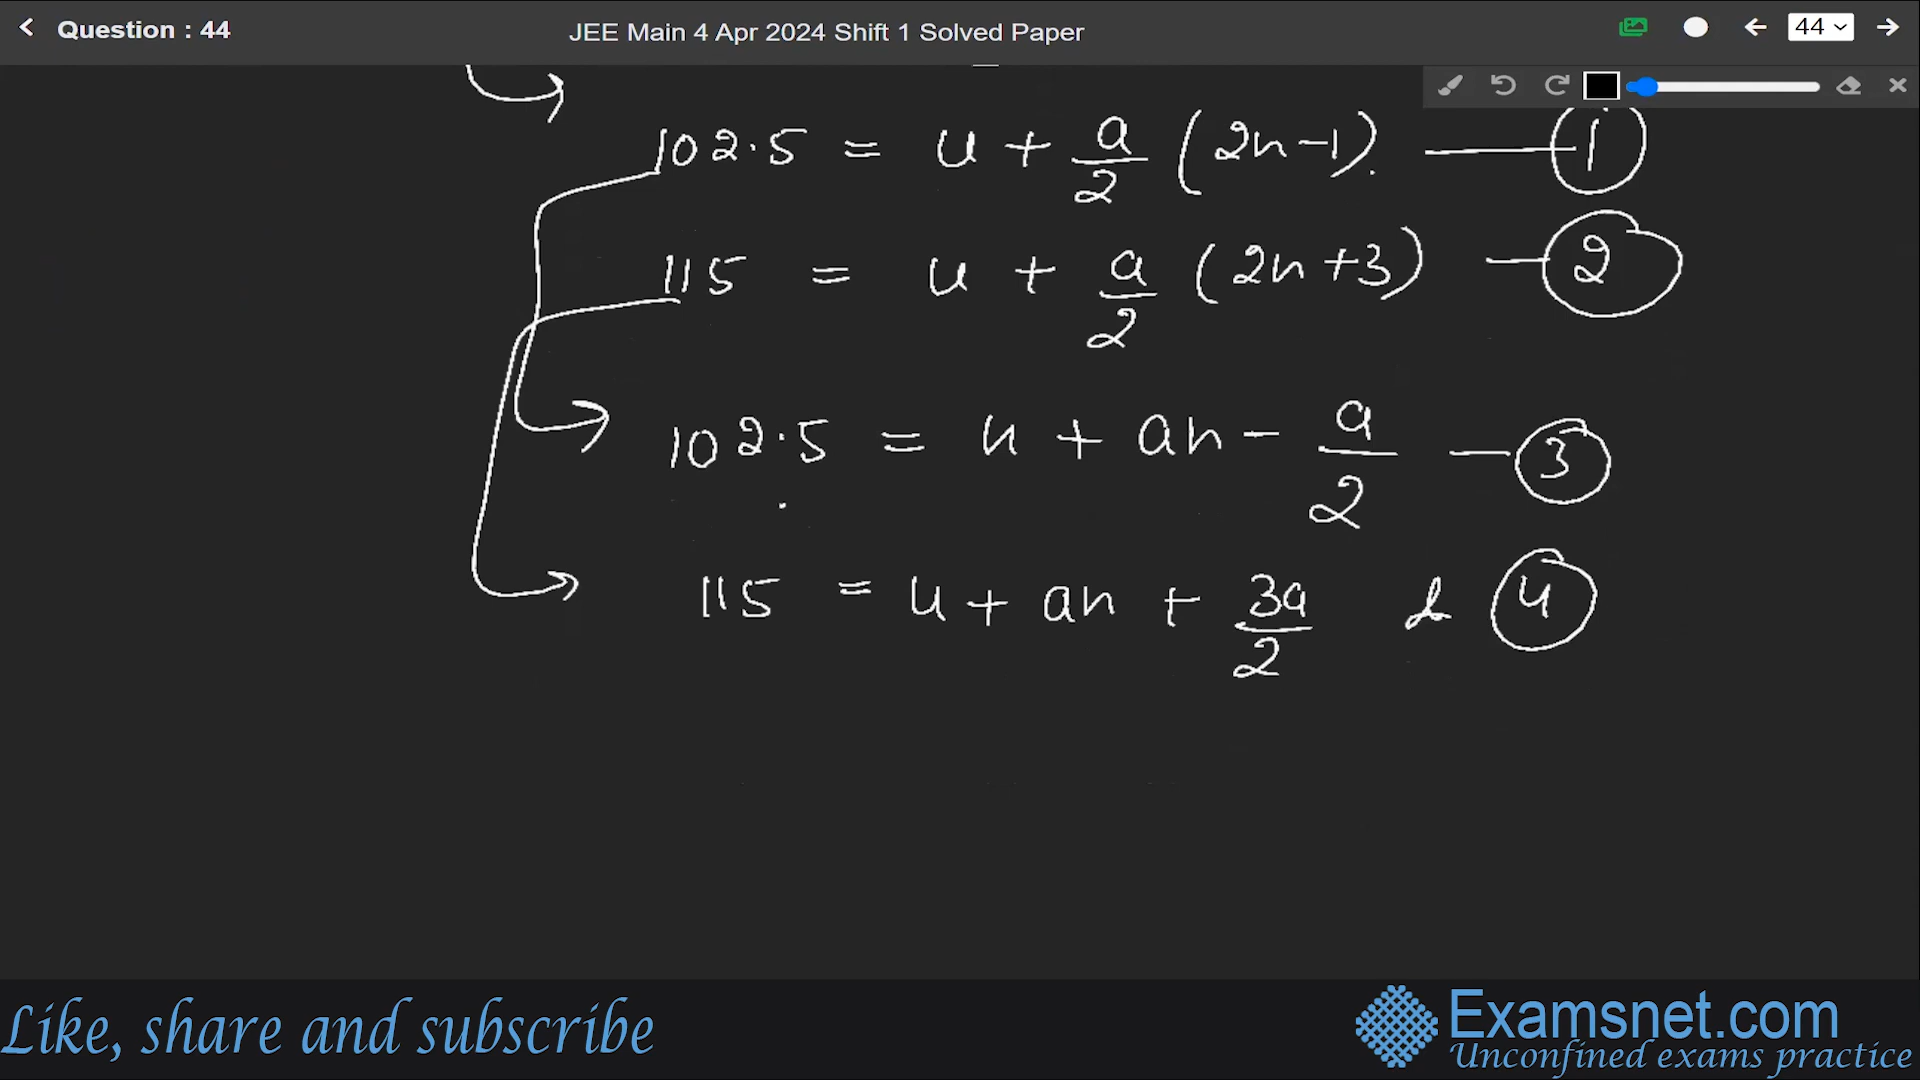 Question : 44
JEE Main 4 Apr 2024 Shift 1 Solved Paper
44
102.5 = u + a/2 (2n-1). — 1
115 = u + a/2 (2n+3) — 2
102.5 = u + an - a/2 — 3
115 = u + an + 3a/2 4
Like, share and subscribe
Examsnet.com
Unconfined exams practice